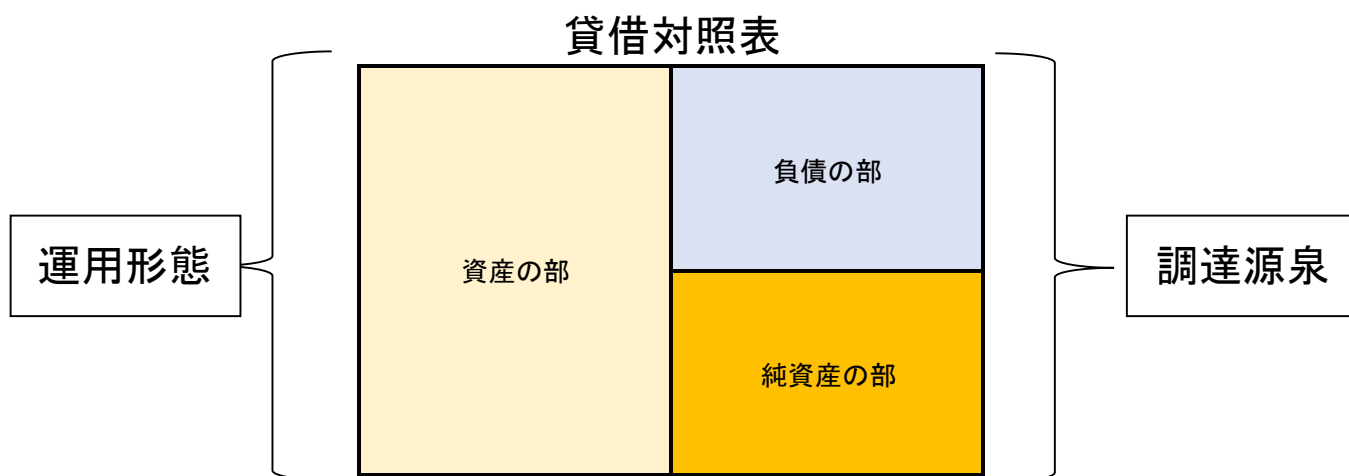 貸借対照表
運用形態
資産の部
負債の部
純資産の部
調達源泉